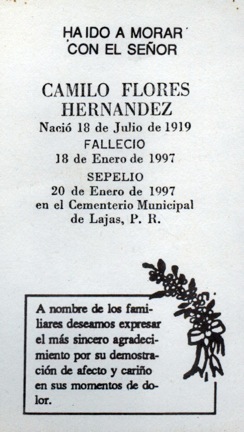 HA IDO A MORAR
CON EL SEÑOR
CAMILO FLORES
HERNANDEZ
Nació 18 de Julio de 1919
FALLECIO
18 de Enero de 1997
SEPELIO
20 de Enero de 1997
en el Cementerio Municipal
de Lajas, P. R.
A nombre de los fami-
liares deseamos expresar
el más sincero agradeci-
miento por su demostra-
ción de afecto y cariño
en sus momentos de do-
lor.